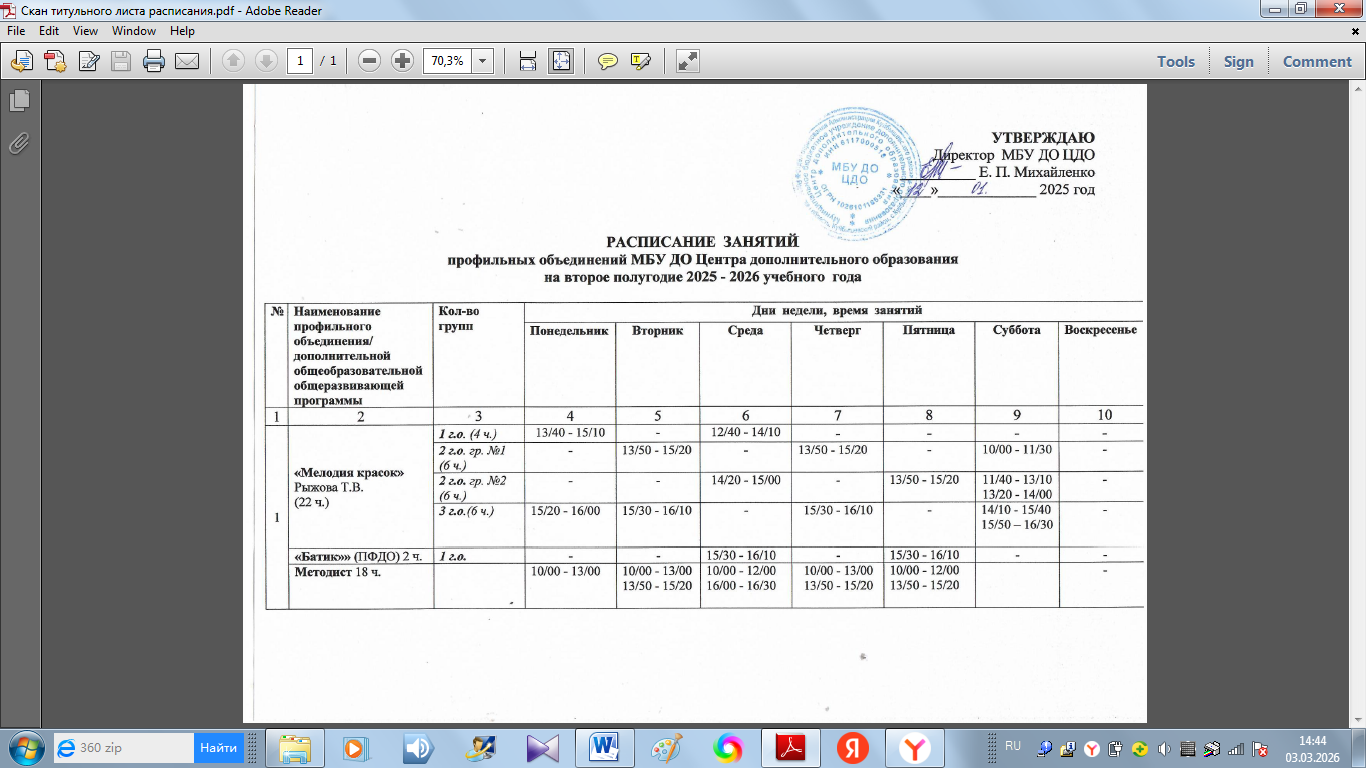 Скан титульного листа расписания.pdf - Adobe Reader
File Edit View Window Help
1 / 1 70,3% Tools Sign Comment
УТВЕРЖДАЮ
Директор МБУ ДО ЦДО
Е. П. Михайленко
«12» 01. 2025 год
МБУ ДО
ЦДО
РАСПИСАНИЕ ЗАНЯТИЙ
профильных объединений МБУ ДО Центра дополнительного образования
на второе полугодие 2025 - 2026 учебного года
№ Наименование профильного объединения/ дополнительной общеобразовательной общеразвивающей программы Кол-во групп Дни недели, время занятий
Понедельник Вторник Среда Четверг Пятница Суббота Воскресенье
1 2 3 4 5 6 7 8 9 10
1 «Мелодия красок» Рыжова Т.В. (22 ч.)
1 г.о. (4 ч.) 13/40 - 15/10 - 12/40 - 14/10 - - - -
2 г.о. гр. №1 (6 ч.) - 13/50 - 15/20 - 13/50 - 15/20 - 10/00 - 11/30 -
2 г.о. гр. №2 (6 ч.) - - 14/20 - 15/00 - 13/50 - 15/20 11/40 - 13/10 13/20 - 14/00 -
3 г.о.(6 ч.) 15/20 - 16/00 15/30 - 16/10 - 15/30 - 16/10 - 14/10 - 15/40 15/50 – 16/30 -
«Батик»» (ПФДО) 2 ч. 1 г.о. - - 15/30 - 16/10 - 15/30 - 16/10 - -
Методист 18 ч. 10/00 - 13/00 10/00 - 13/00 13/50 - 15/20 10/00 - 12/00 16/00 - 16/30 10/00 - 13/00 13/50 - 15/20 10/00 - 12/00 13/50 - 15/20 -
360 zip Найти RU 14:44
03.03.2026